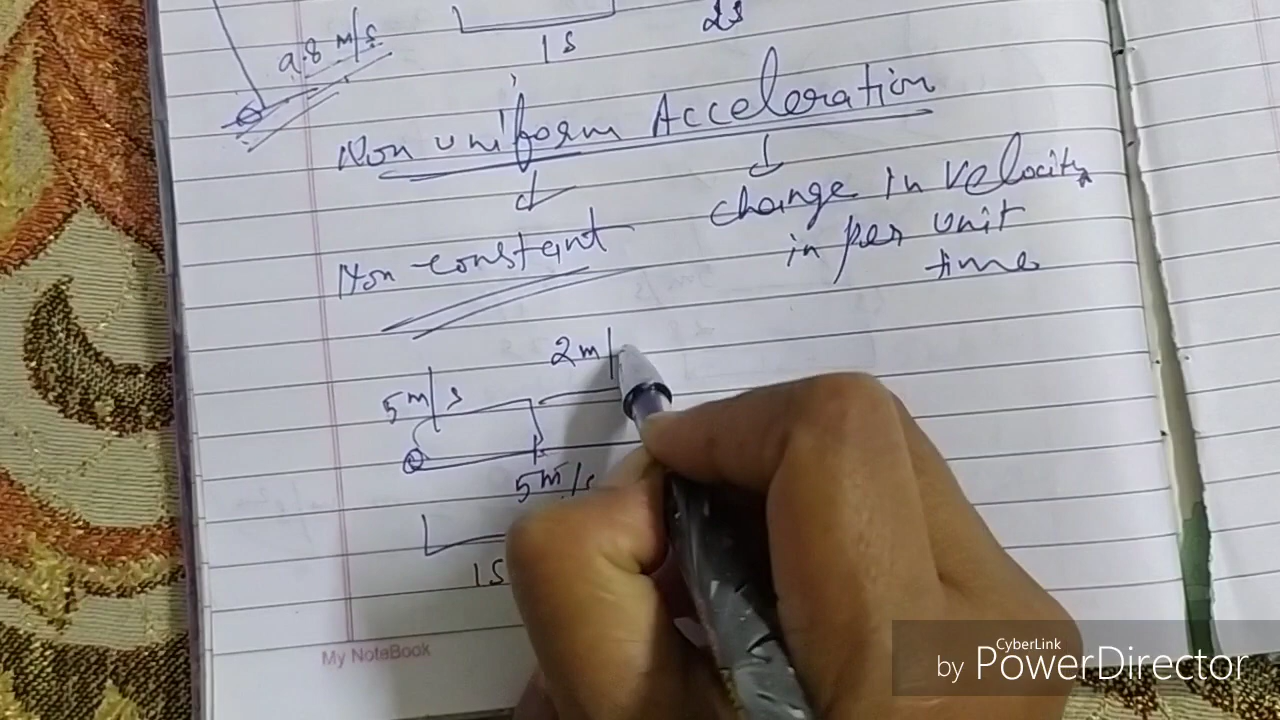 9.8 m/s
1S
2S
Non uniform Acceleration
Non-constant
change in velocity
in per unit
time
2m/
5m/s
5m/s
1S
My NoteBook
CyberLink
by PowerDirector